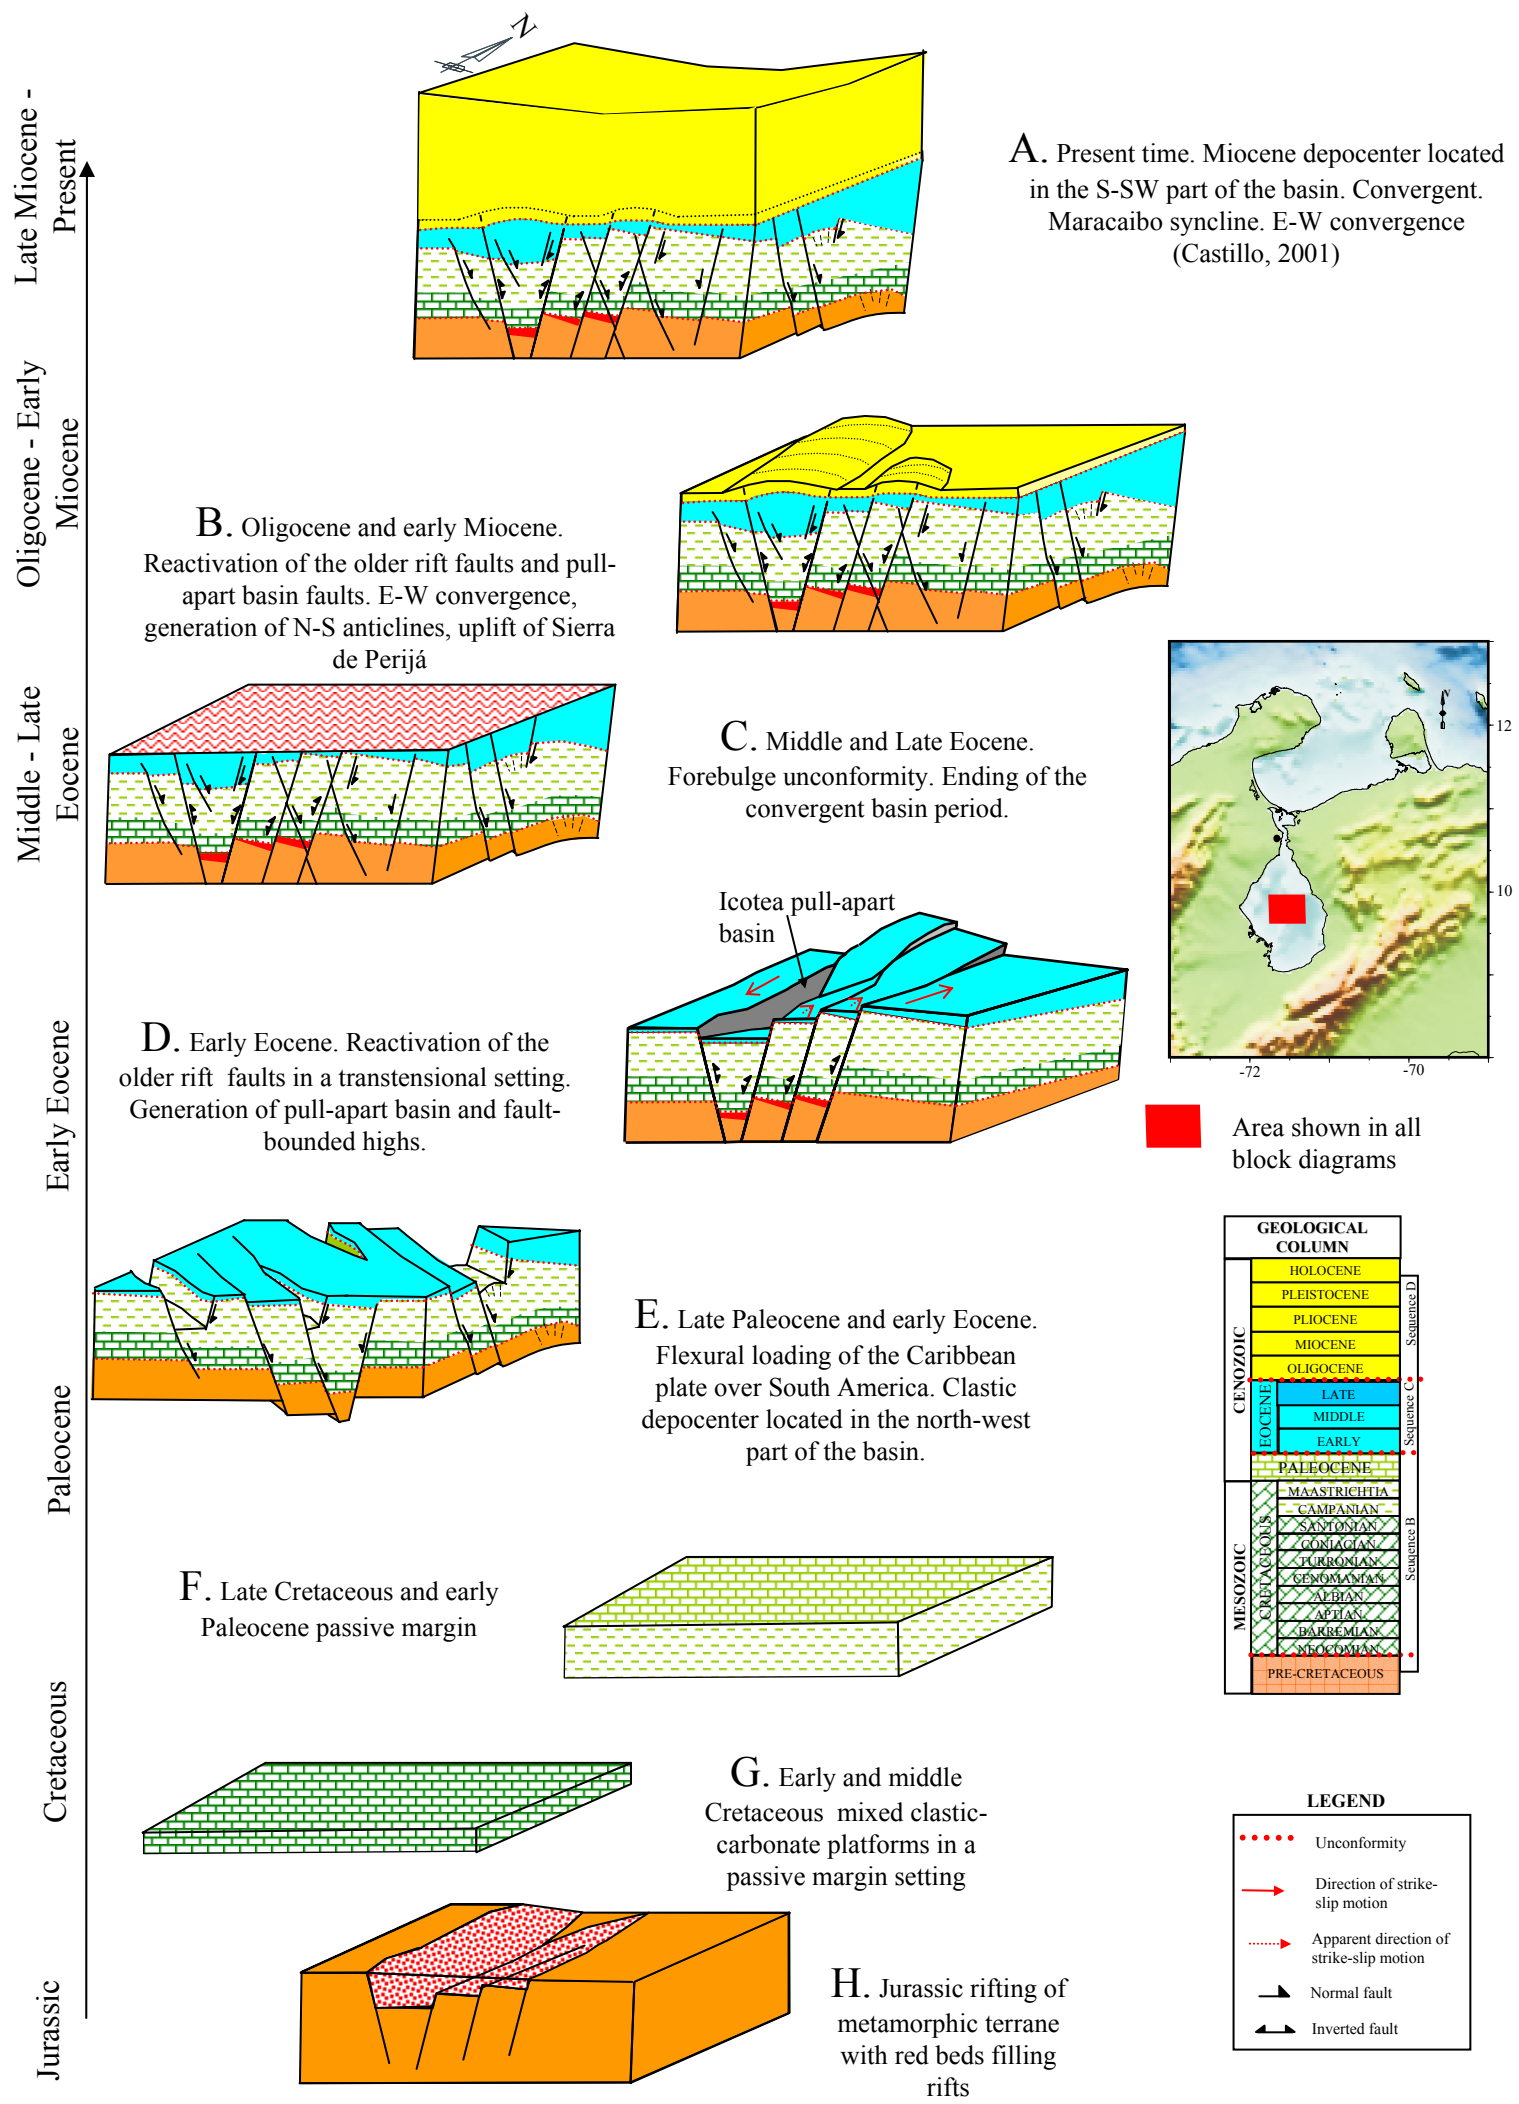 N
Late Miocene -
Present
A. Present time. Miocene depocenter located
in the S-SW part of the basin. Convergent.
Maracaibo syncline. E-W convergence
(Castillo, 2001)
Oligocene - Early
Miocene
B. Oligocene and early Miocene.
Reactivation of the older rift faults and pull-
apart basin faults. E-W convergence,
generation of N-S anticlines, uplift of Sierra
de Perijá
Middle - Late
Eocene
C. Middle and Late Eocene.
Forebulge unconformity. Ending of the
convergent basin period.
N
12
10
-72
-70
Area shown in all
block diagrams
Icotea pull-apart
basin
Early Eocene
D. Early Eocene. Reactivation of the
older rift faults in a transtensional setting.
Generation of pull-apart basin and fault-
bounded highs.
Paleocene
E. Late Paleocene and early Eocene.
Flexural loading of the Caribbean
plate over South America. Clastic
depocenter located in the north-west
part of the basin.
GEOLOGICAL
COLUMN
CENOZOIC
HOLOCENE
PLEISTOCENE
PLIOCENE
MIOCENE
OLIGOCENE
Sequence D
EOCENE
LATE
MIDDLE
EARLY
Sequence C
PALEOCENE
MESOZOIC
CRETACEOUS
MAASTRICHTIA
CAMPANIAN
SANTONIAN
CONIACIAN
TURRONIAN
CENOMANIAN
ALBIAN
APTIAN
BARREMIAN
NEOCOMIAN
Seuqence B
PRE-CRETACEOUS
F. Late Cretaceous and early
Paleocene passive margin
Cretaceous
G. Early and middle
Cretaceous mixed clastic-
carbonate platforms in a
passive margin setting
Jurassic
H. Jurassic rifting of
metamorphic terrane
with red beds filling
rifts
LEGEND
Unconformity
Direction of strike-
slip motion
Apparent direction of
strike-slip motion
Normal fault
Inverted fault